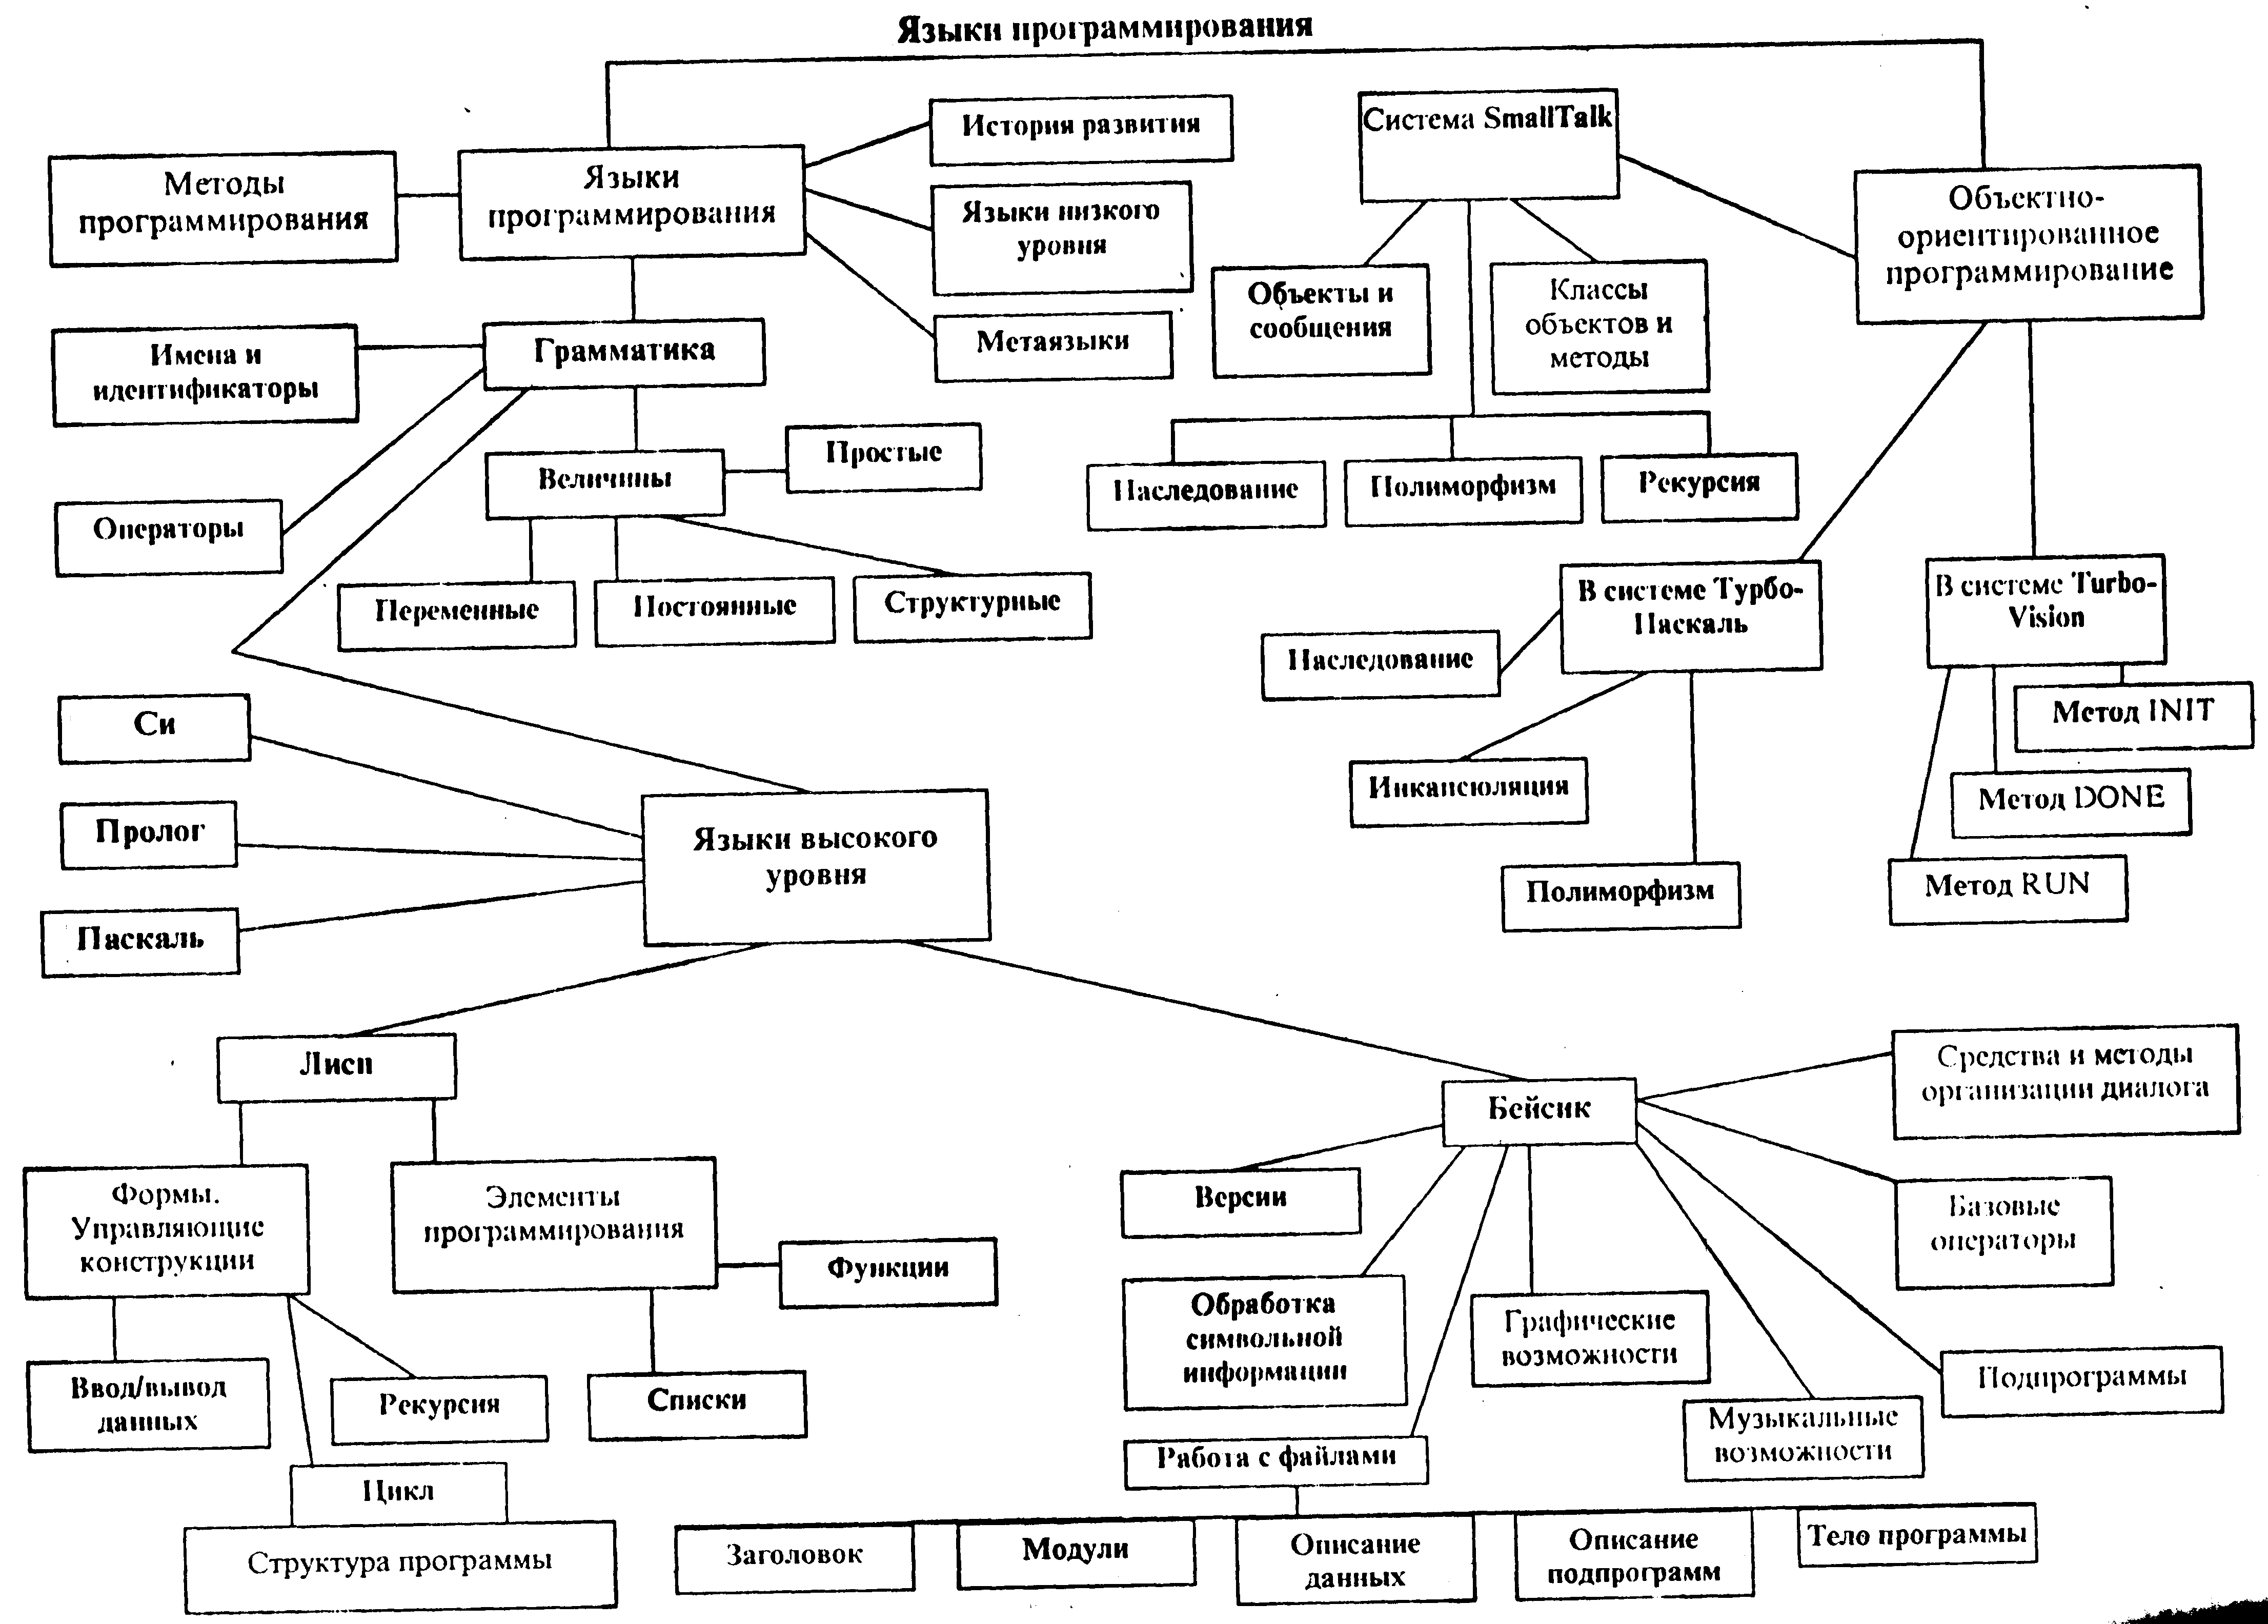 Языки программирования
История развития
Система SmallTalk
Методы
программирования
Языки
программирования
Языки низкого
уровня
Объектно-
ориентированное
программирование
Объекты и
сообщения
Классы
объектов и
методы
Имена и
идентификаторы
Грамматика
Метаязыки
Величины
Простые
Наследование
Полиморфизм
Рекурсия
Операторы
Переменные
Постоянные
Структурные
В системе Турбо-
Паскаль
В системе Turbo-
Vision
Наследование
Си
Метод INIT
Инкапсюляция
Метод DONE
Пролог
Языки высокого
уровня
Полиморфизм
Метод RUN
Паскаль
Лисп
Бейсик
Средства и методы
организации диалога
Формы.
Управляющие
конструкции
Элементы
программирования
Версии
Базовые
операторы
Функции
Обработка
символьной
информации
Графические
возможности
Ввод/вывод
данных
Рекурсия
Списки
Подпрограммы
Музыкальные
возможности
Работа с файлами
Цикл
Структура программы
Заголовок
Модули
Описание
данных
Описание
подпрограмм
Тело программы